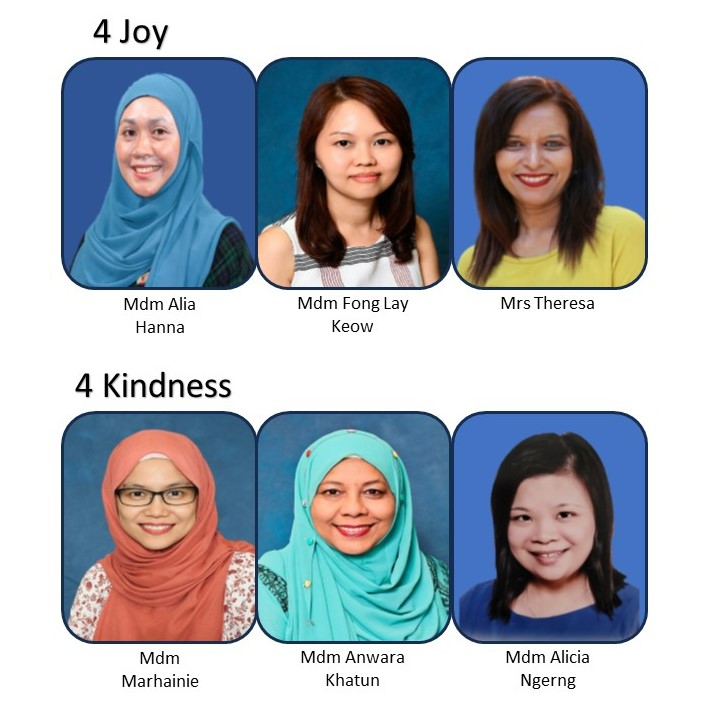 4 Joy
Mdm Alia
Hanna
Mdm Fong Lay
Keow
Mrs Theresa
4 Kindness
Mdm
Marhainie
Mdm Anwara
Khatun
Mdm Alicia
Ngerng